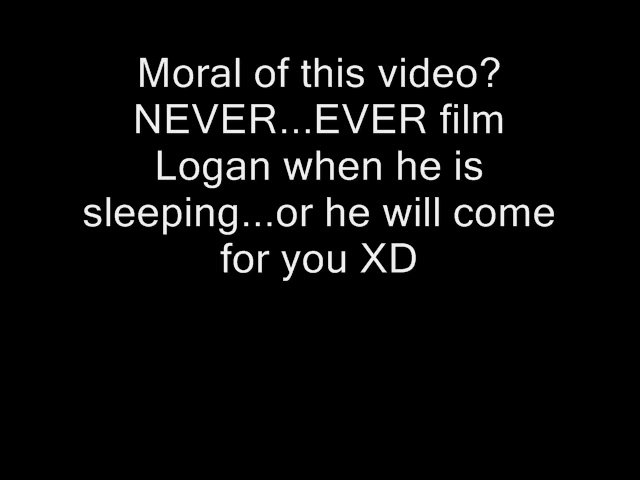 Moral of this video?
NEVER...EVER film
Logan when he is
sleeping...or he will come
for you XD